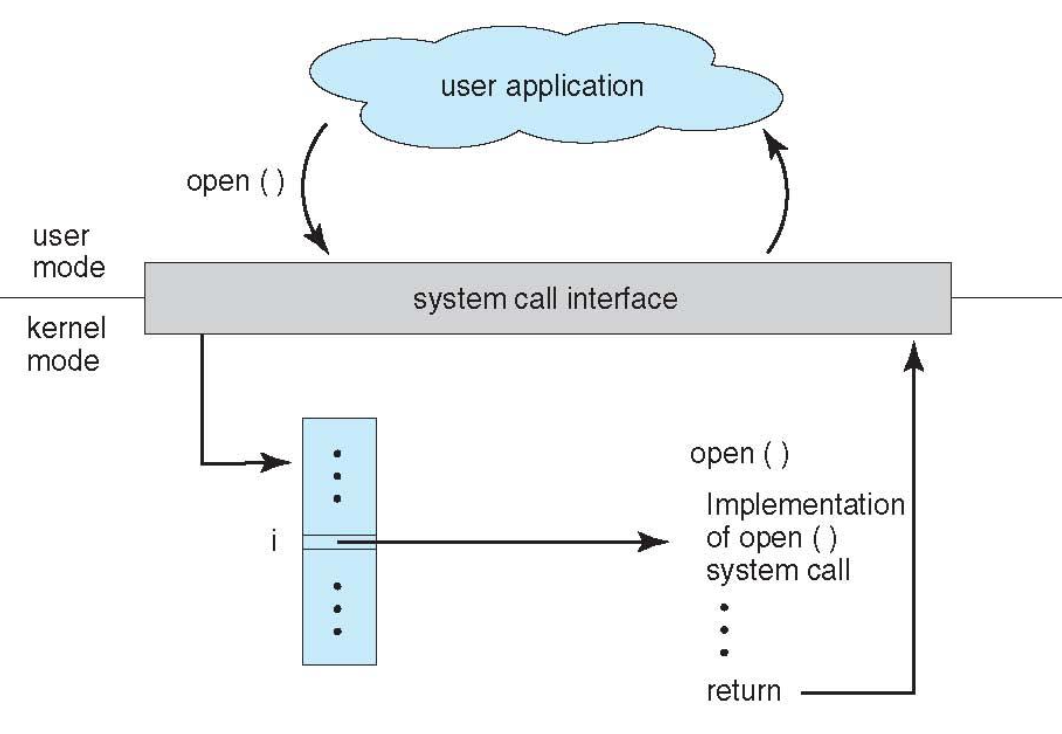 user application
open ( )
user
mode
system call interface
kernel
mode
open ( )
Implementation
of open ( )
system call
i
return